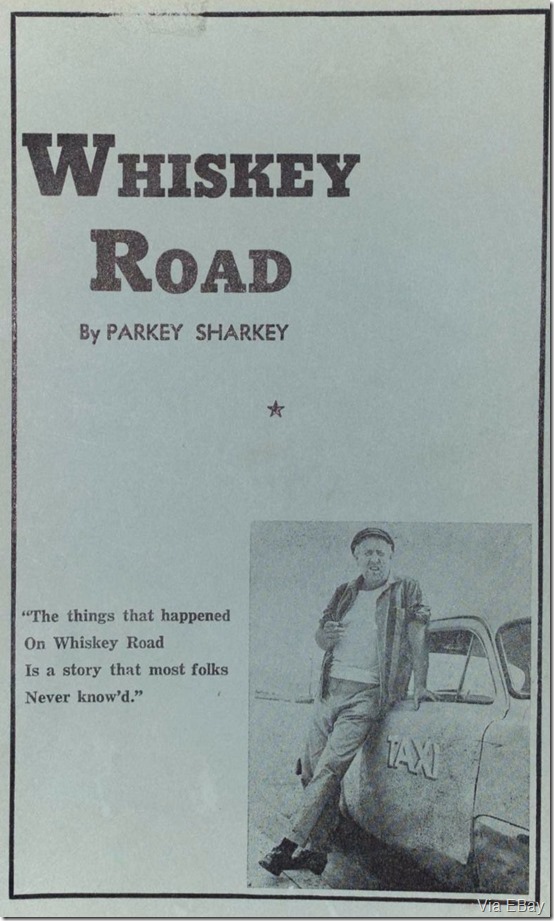 WHISKEY
ROAD
By PARKEY SHARKEY
“The things that happened
On Whiskey Road
Is a story that most folks
Never know’d.”
TAXI
Via EBay